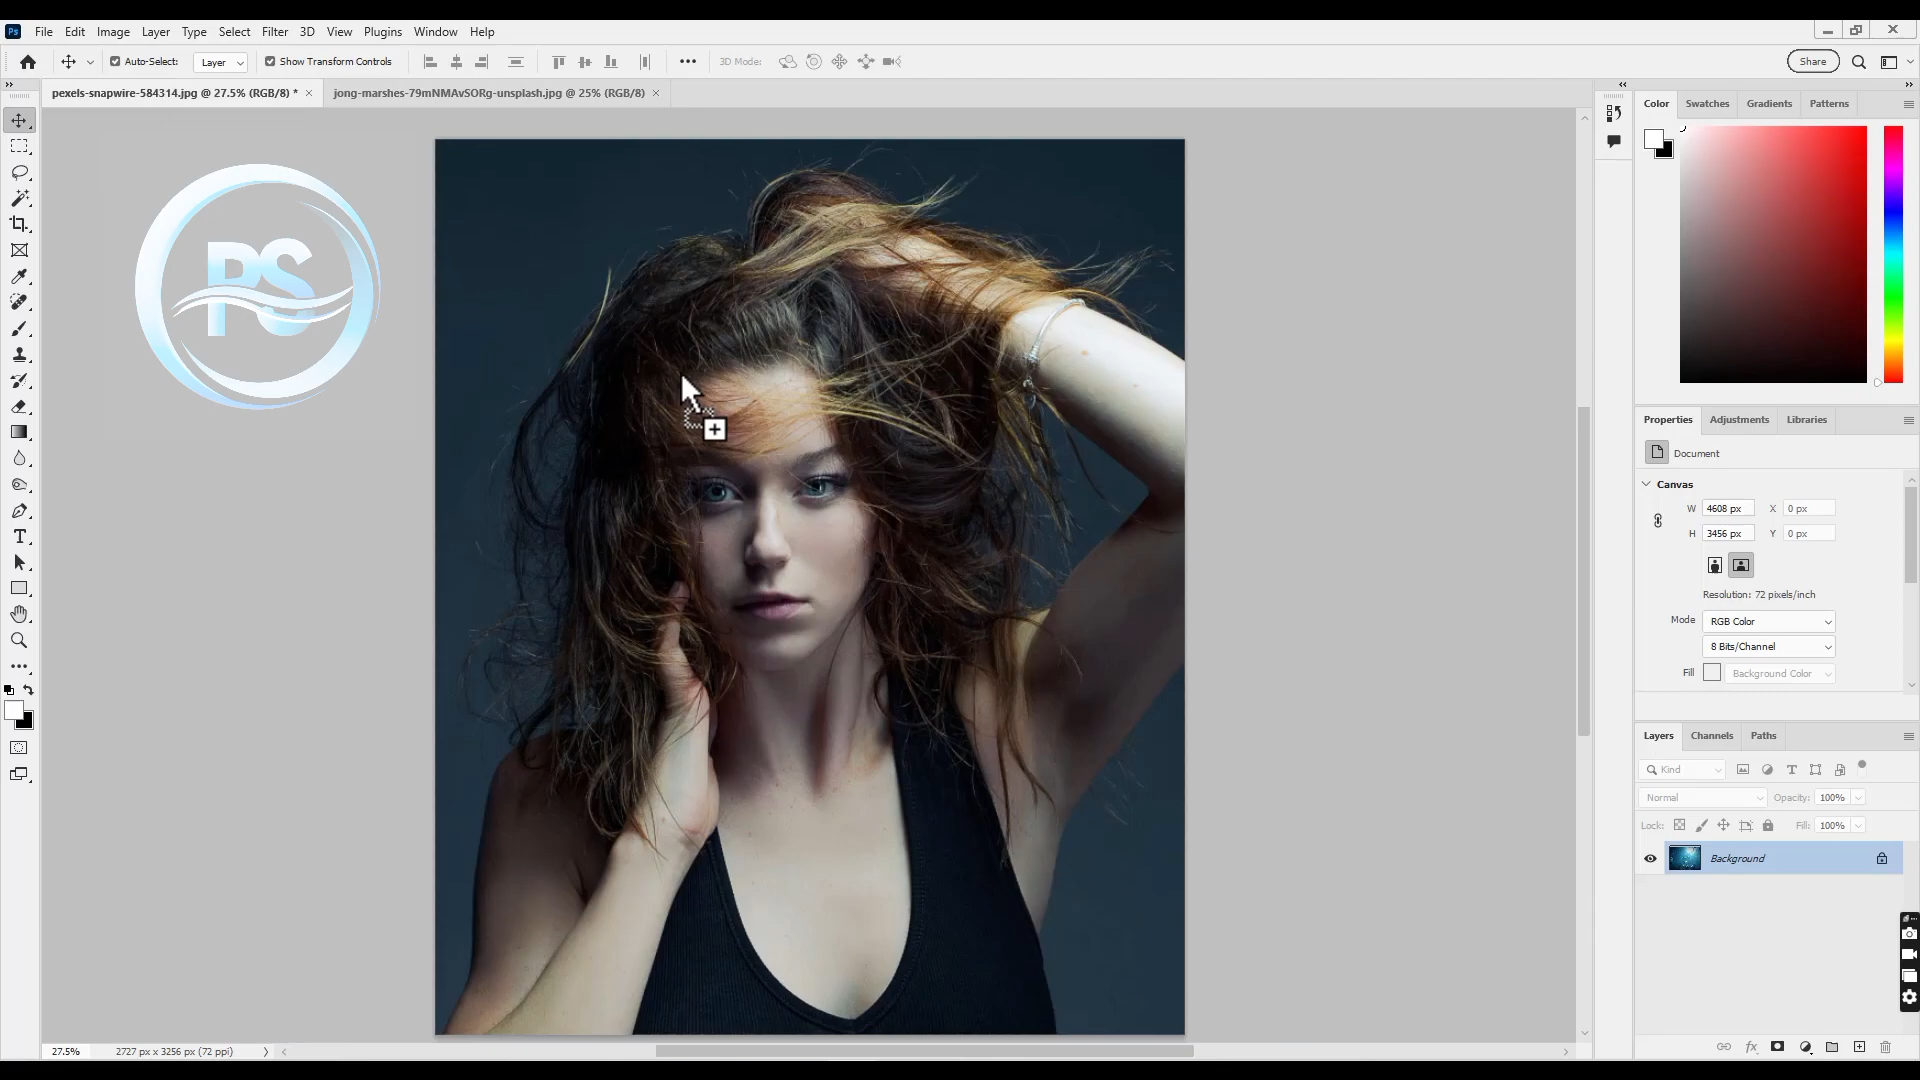 Ps File Edit Image Layer Type Select Filter 3D View Plugins Window Help
Auto-Select: Layer Show Transform Controls 3D Mode: Share
pexels-snapwire-584314.jpg @ 27.5% (RGB/8) * jong-marshes-79mNMAvSORg-unsplash.jpg @ 25% (RGB/8)
Color Swatches Gradients Patterns
PS
Properties Adjustments Libraries
Document
Canvas
W 4608 px X 0 px
H 3456 px Y 0 px
Resolution: 72 pixels/inch
Mode RGB Color
8 Bits/Channel
Fill Background Color
Layers Channels Paths
Kind
Normal Opacity: 100%
Lock: Fill: 100%
Background
27.5% 2727 px x 3256 px (72 ppi)